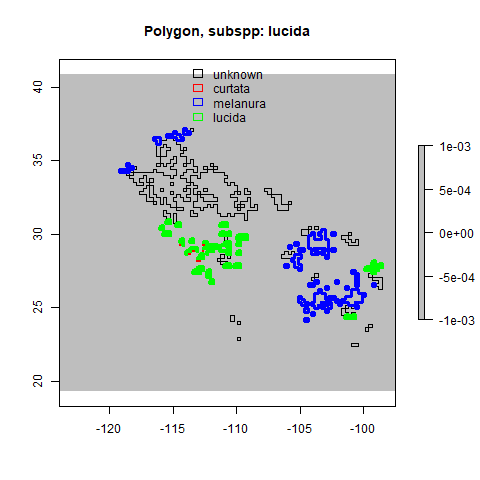 Polygon, subspp: lucida
unknown
curtata
melanura
lucida
40
35
30
25
20
-120
-115
-110
-105
-100
1e-03
5e-04
0e+00
-5e-04
-1e-03